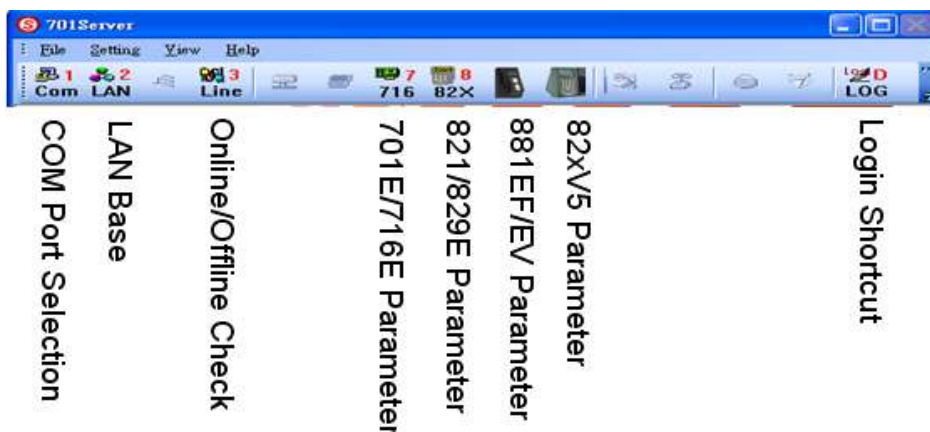 701Server
File Setting View Help
1 2 3 7 8 D
Com LAN Line 716 82X LOG
COM Port Selection
LAN Base
Online/Offline Check
701E/716E Parameter
821/829E Parameter
881EF/EV Parameter
82xV5 Parameter
Login Shortcut